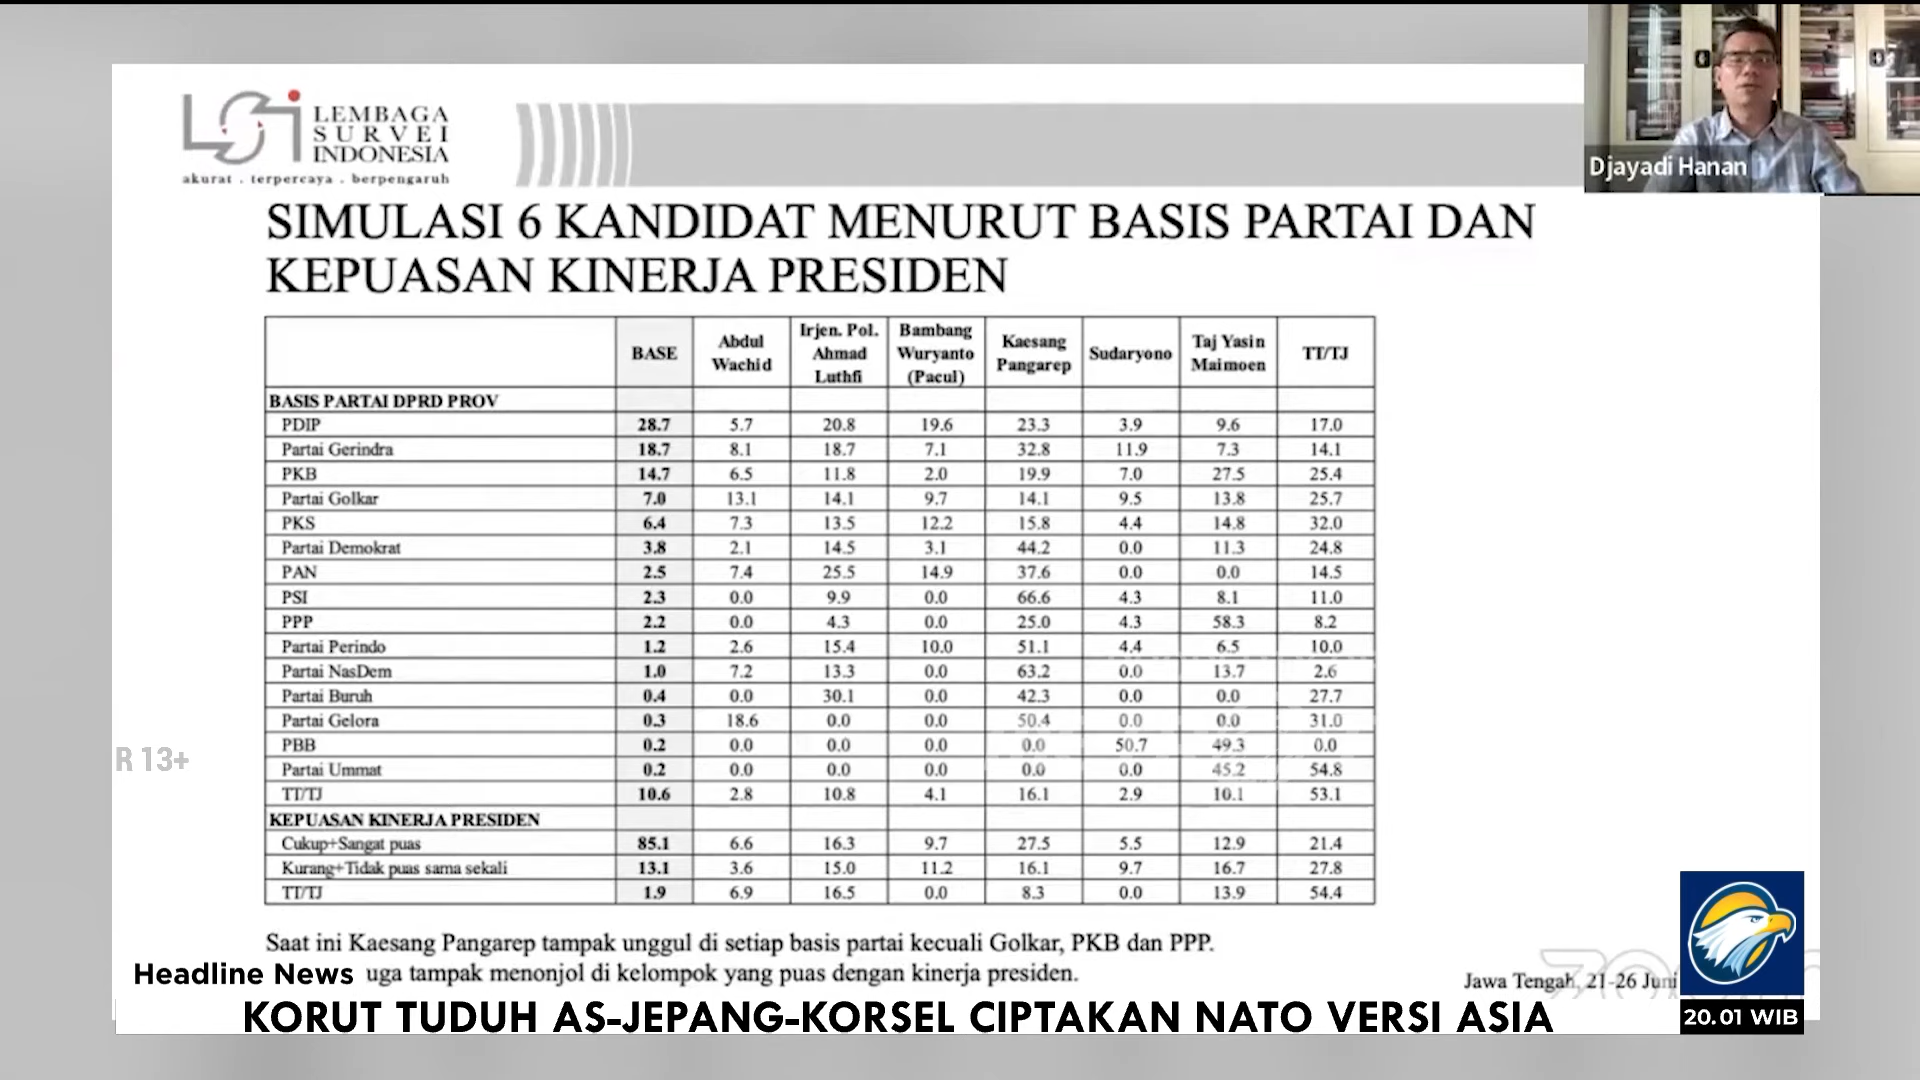 LSi LEMBAGA
SURVEI
INDONESIA
akurat . terpercaya . berpengaruh
Djayadi Hanan
SIMULASI 6 KANDIDAT MENURUT BASIS PARTAI DAN
KEPUASAN KINERJA PRESIDEN
BASE Abdul Wachid Irjen. Pol. Ahmad Luthfi Bambang Wuryanto (Pacul) Kaesang Pangarep Sudaryono Taj Yasin Maimoen TT/TJ
BASIS PARTAI DPRD PROV
PDIP 28.7 5.7 20.8 19.6 23.3 3.9 9.6 17.0
Partai Gerindra 18.7 8.1 18.7 7.1 32.8 11.9 7.3 14.1
PKB 14.7 6.5 11.8 2.0 19.9 7.0 27.5 25.4
Partai Golkar 7.0 13.1 14.1 9.7 14.1 9.5 13.8 25.7
PKS 6.4 7.3 13.5 12.2 15.8 4.4 14.8 32.0
Partai Demokrat 3.8 2.1 14.5 3.1 44.2 0.0 11.3 24.8
PAN 2.5 7.4 25.5 14.9 37.6 0.0 0.0 14.5
PSI 2.3 0.0 9.9 0.0 66.6 4.3 8.1 11.0
PPP 2.2 0.0 4.3 0.0 25.0 4.3 58.3 8.2
Partai Perindo 1.2 2.6 15.4 10.0 51.1 4.4 6.5 10.0
Partai NasDem 1.0 7.2 13.3 0.0 63.2 0.0 13.7 2.6
Partai Buruh 0.4 0.0 30.1 0.0 42.3 0.0 0.0 27.7
Partai Gelora 0.3 18.6 0.0 0.0 50.4 0.0 0.0 31.0
PBB 0.2 0.0 0.0 0.0 0.0 50.7 49.3 0.0
Partai Ummat 0.2 0.0 0.0 0.0 0.0 0.0 45.2 54.8
TT/TJ 10.6 2.8 10.8 4.1 16.1 2.9 10.1 53.1
KEPUASAN KINERJA PRESIDEN
Cukup+Sangat puas 85.1 6.6 16.3 9.7 27.5 5.5 12.9 21.4
Kurang+Tidak puas sama sekali 13.1 3.6 15.0 11.2 16.1 9.7 16.7 27.8
TT/TJ 1.9 6.9 16.5 0.0 8.3 0.0 13.9 54.4
R 13+
Saat ini Kaesang Pangarep tampak unggul di setiap basis partai kecuali Golkar, PKB dan PPP.
uga tampak menonjol di kelompok yang puas dengan kinerja presiden.
Jawa Tengah, 21-26 Juni
zoom
Headline News
KORUT TUDUH AS-JEPANG-KORSEL CIPTAKAN NATO VERSI ASIA
20.01 WIB